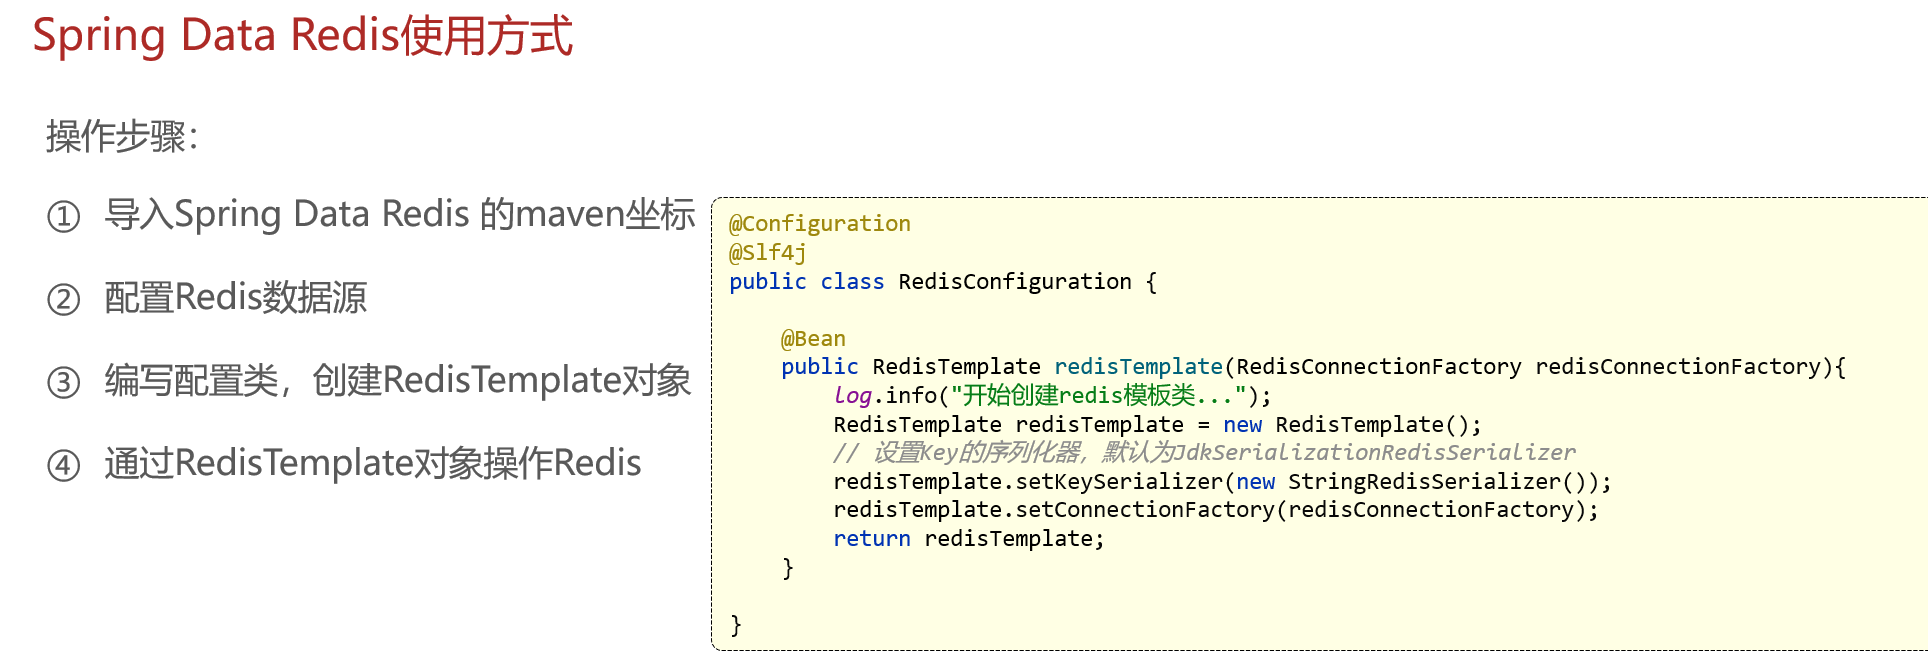 Spring Data Redis使用方式
操作步骤：
① 导入Spring Data Redis 的maven坐标
② 配置Redis数据源
③ 编写配置类，创建RedisTemplate对象
④ 通过RedisTemplate对象操作Redis
@Configuration
@Slf4j
public class RedisConfiguration {
    @Bean
    public RedisTemplate redisTemplate(RedisConnectionFactory redisConnectionFactory){
        log.info("开始创建redis模板类...");
        RedisTemplate redisTemplate = new RedisTemplate();
        // 设置Key的序列化器，默认为JdkSerializationRedisSerializer
        redisTemplate.setKeySerializer(new StringRedisSerializer());
        redisTemplate.setConnectionFactory(redisConnectionFactory);
        return redisTemplate;
    }
}